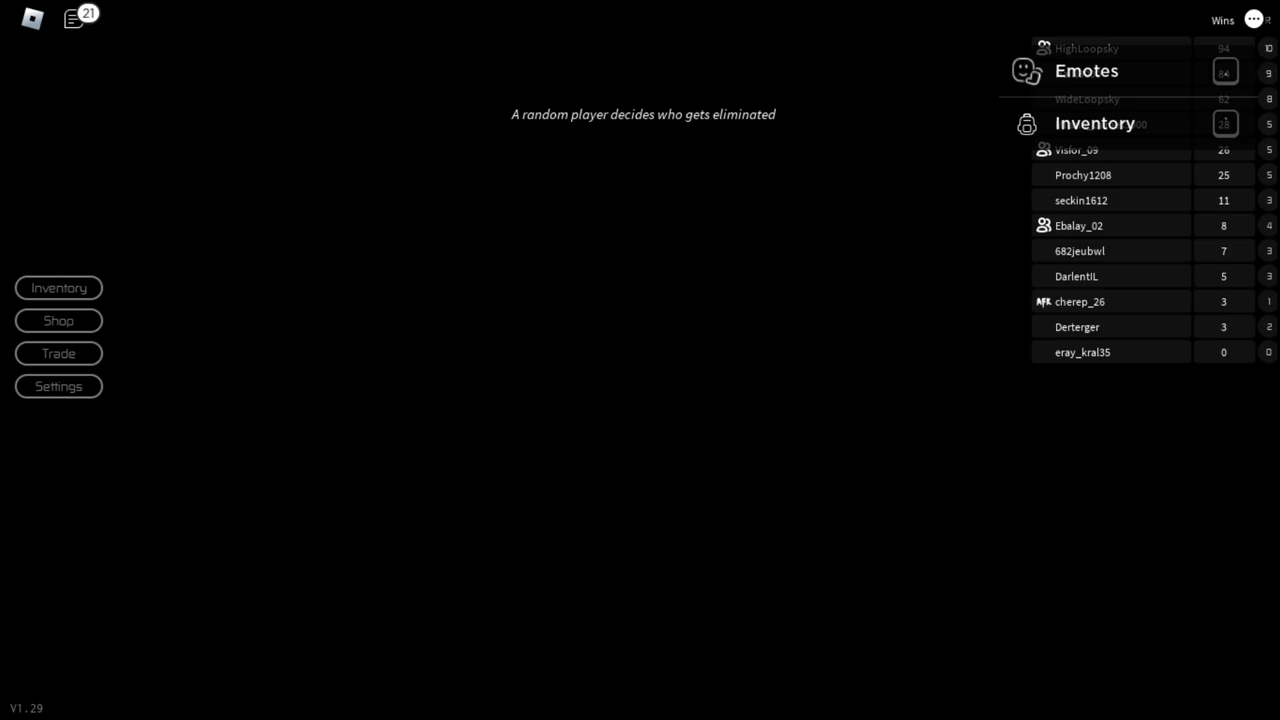 21
Wins
HighLoopsky 94 10
Emotes 84 9
WideLoopsky 62 8
Inventory 28 5
Visior_09 26 5
Prochy1208 25 5
seckin1612 11 3
Ebalay_02 8 4
682jeubwl 7 3
DarlentIL 5 3
AFK cherep_26 3 1
Derterger 3 2
eray_kral35 0 0
A random player decides who gets eliminated
Inventory
Shop
Trade
Settings
V1.29